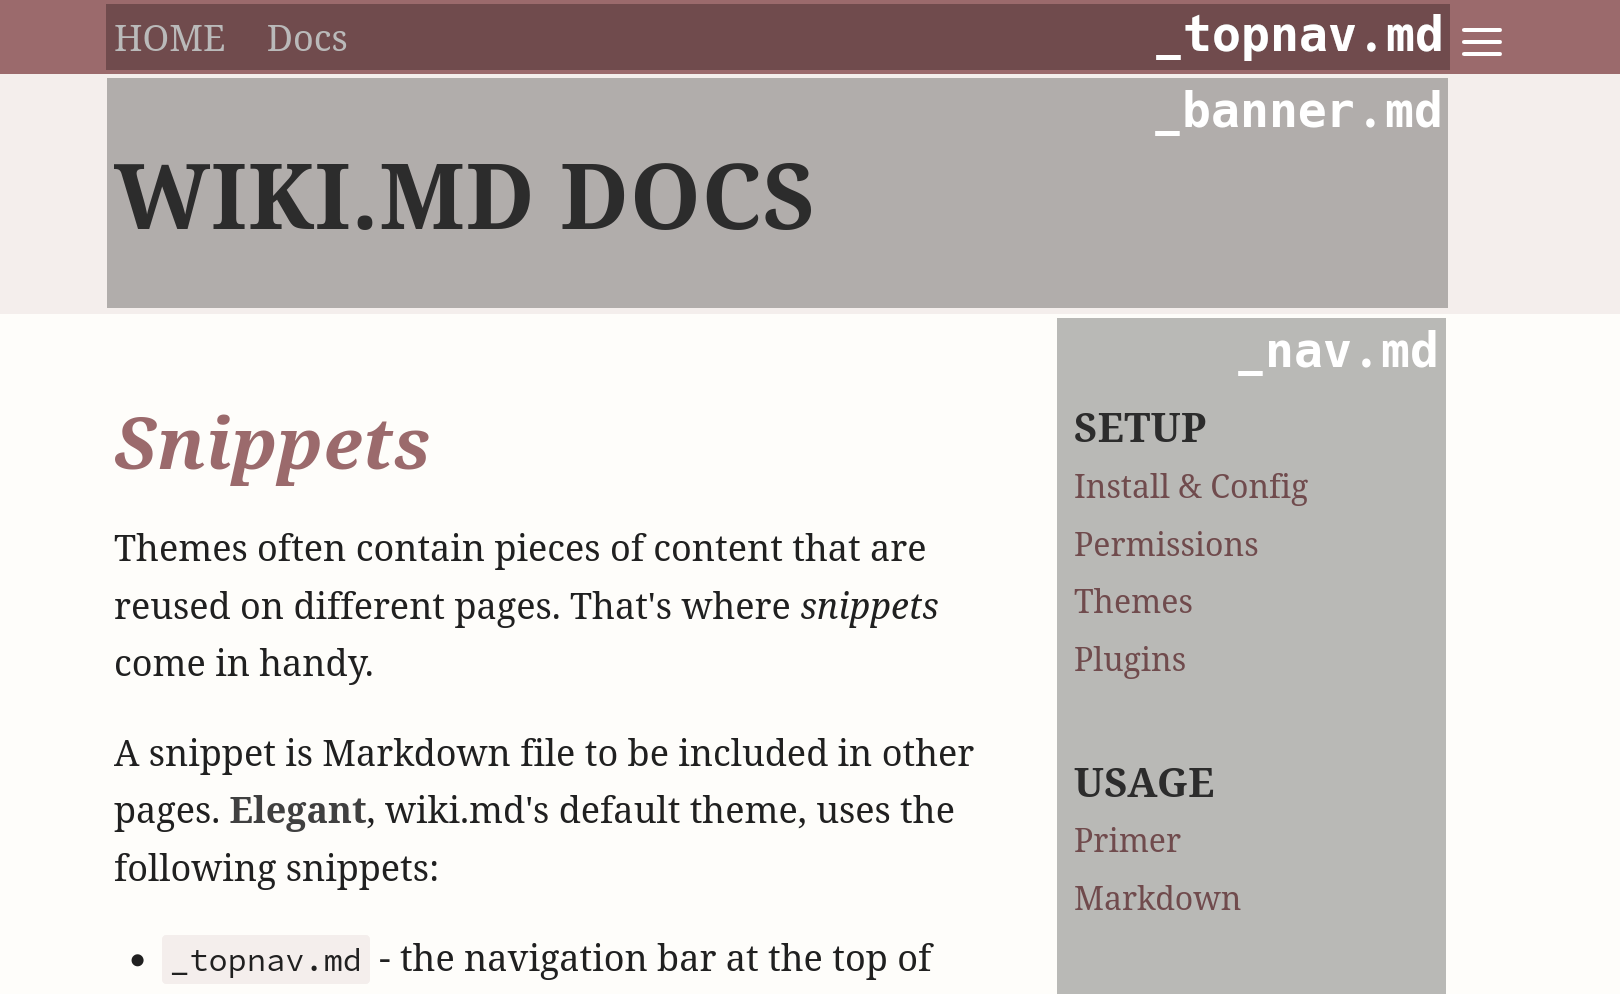 HOME Docs _topnav.md
_banner.md
WIKI.MD DOCS
_nav.md
Snippets
Themes often contain pieces of content that are
reused on different pages. That's where snippets
come in handy.
A snippet is Markdown file to be included in other
pages. Elegant, wiki.md's default theme, uses the
following snippets:
• _topnav.md - the navigation bar at the top of
SETUP
Install & Config
Permissions
Themes
Plugins
USAGE
Primer
Markdown